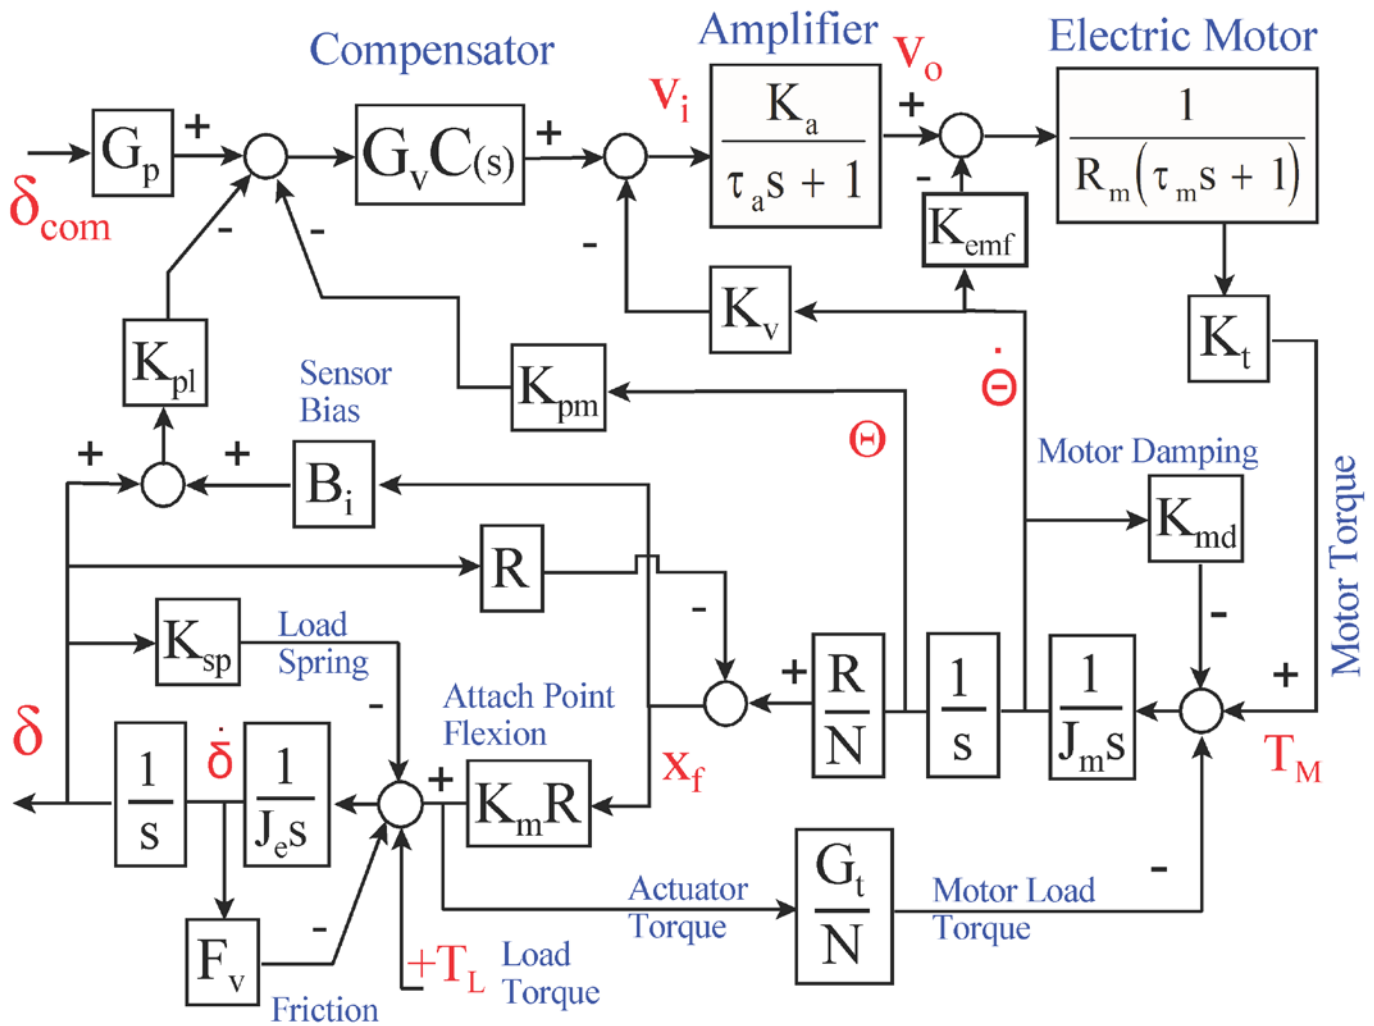 Compensator
Amplifier
Electric Motor
δcom
Gp
+
-
-
GvC(s)
+
-
vi
Ka
τas + 1
vo
+
-
1
Rm(τms + 1)
Kemf
Kv
Kt
Kpl
Sensor
Bias
Kpm
Θ
Θ̇
Motor Damping
Kmd
-
Motor Torque
+
+
Bi
R
-
Ksp
Load
Spring
-
Attach Point
Flexion
+
R
N
1
s
1
Jms
+
TM
xf
δ
1
s
δ̇
1
Jes
+
KmR
Fv
-
Friction
+TL
Load
Torque
Actuator
Torque
Gt
N
Motor Load
Torque
-